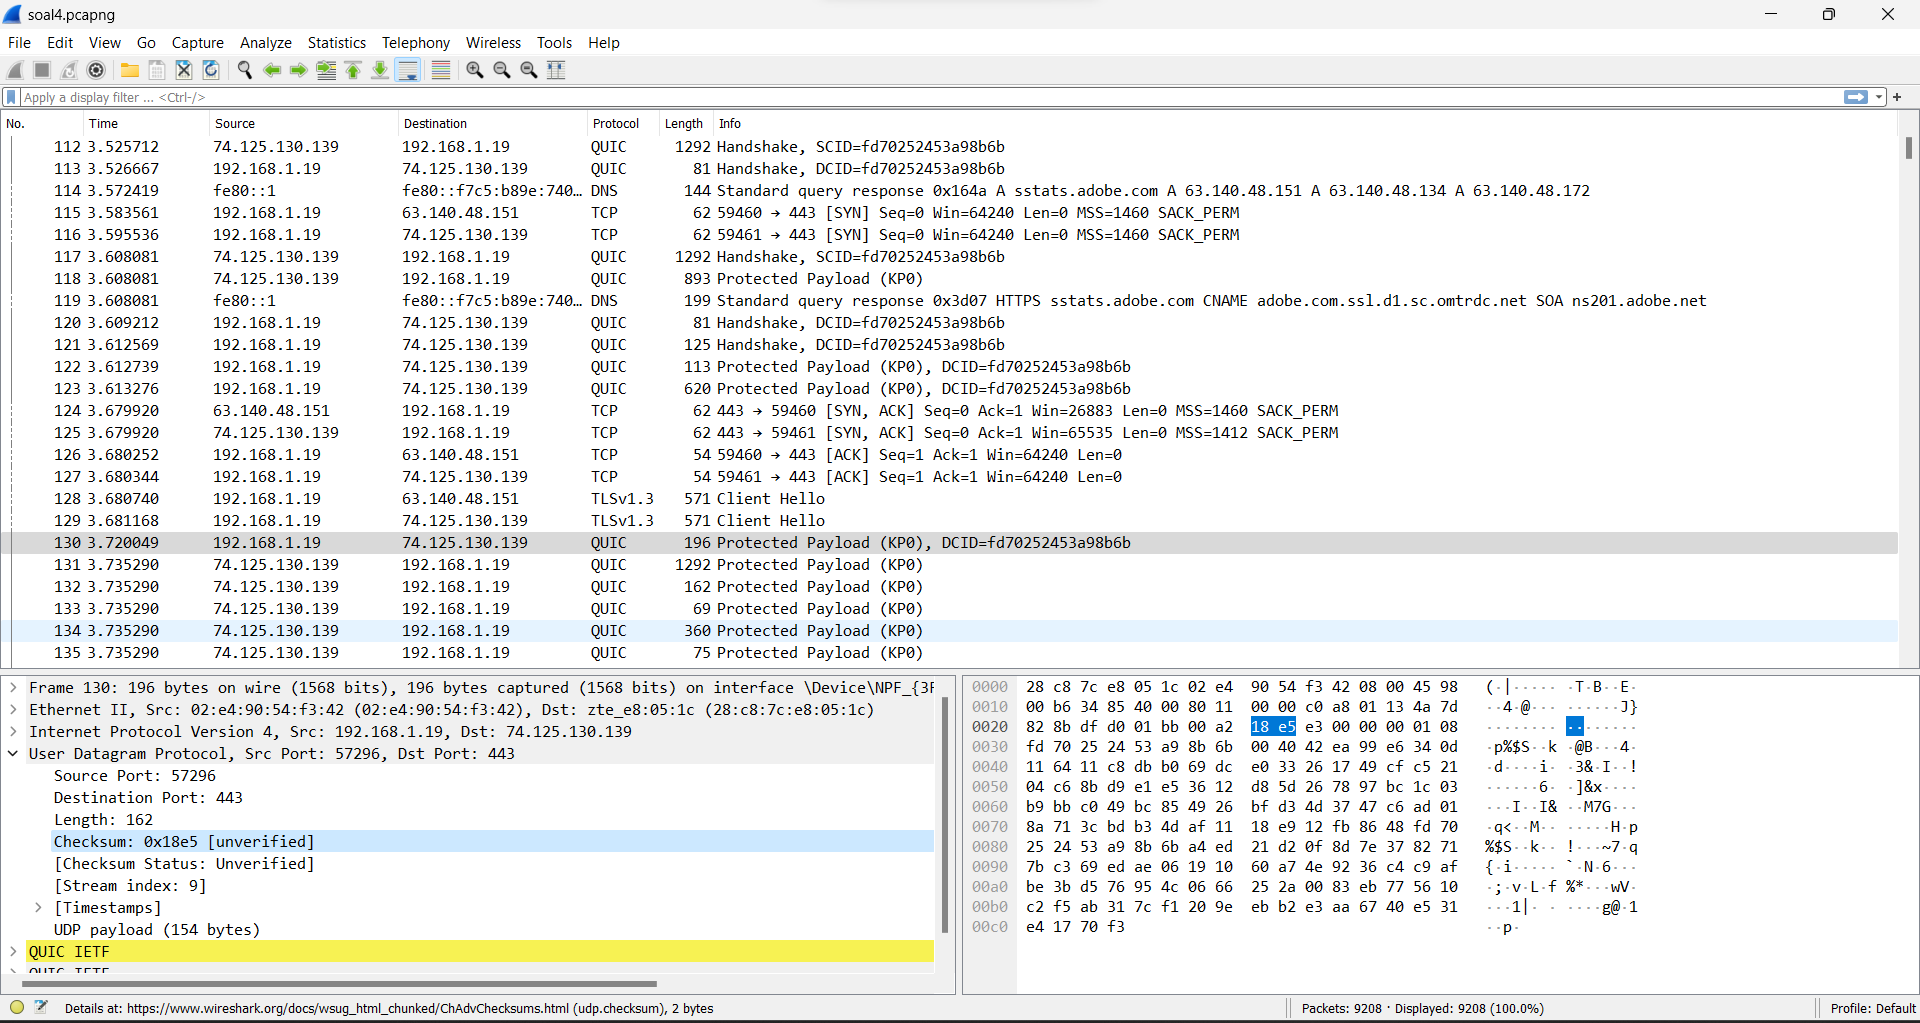 soal4.pcapng
File Edit View Go Capture Analyze Statistics Telephony Wireless Tools Help
Apply a display filter ... <Ctrl-/>
No. Time Source Destination Protocol Length Info
112 3.525712 74.125.130.139 192.168.1.19 QUIC 1292 Handshake, SCID=fd70252453a98b6b
113 3.526667 192.168.1.19 74.125.130.139 QUIC 81 Handshake, DCID=fd70252453a98b6b
114 3.572419 fe80::1 fe80::f7c5:b89e:740… DNS 144 Standard query response 0x164a A sstats.adobe.com A 63.140.48.151 A 63.140.48.134 A 63.140.48.172
115 3.583561 192.168.1.19 63.140.48.151 TCP 62 59460 → 443 [SYN] Seq=0 Win=64240 Len=0 MSS=1460 SACK_PERM
116 3.595536 192.168.1.19 74.125.130.139 TCP 62 59461 → 443 [SYN] Seq=0 Win=64240 Len=0 MSS=1460 SACK_PERM
117 3.608081 74.125.130.139 192.168.1.19 QUIC 1292 Handshake, SCID=fd70252453a98b6b
118 3.608081 74.125.130.139 192.168.1.19 QUIC 893 Protected Payload (KP0)
119 3.608081 fe80::1 fe80::f7c5:b89e:740… DNS 199 Standard query response 0x3d07 HTTPS sstats.adobe.com CNAME adobe.com.ssl.d1.sc.omtrdc.net SOA ns201.adobe.net
120 3.609212 192.168.1.19 74.125.130.139 QUIC 81 Handshake, DCID=fd70252453a98b6b
121 3.612569 192.168.1.19 74.125.130.139 QUIC 125 Handshake, DCID=fd70252453a98b6b
122 3.612739 192.168.1.19 74.125.130.139 QUIC 113 Protected Payload (KP0), DCID=fd70252453a98b6b
123 3.613276 192.168.1.19 74.125.130.139 QUIC 620 Protected Payload (KP0), DCID=fd70252453a98b6b
124 3.679920 63.140.48.151 192.168.1.19 TCP 62 443 → 59460 [SYN, ACK] Seq=0 Ack=1 Win=26883 Len=0 MSS=1460 SACK_PERM
125 3.679920 74.125.130.139 192.168.1.19 TCP 62 443 → 59461 [SYN, ACK] Seq=0 Ack=1 Win=65535 Len=0 MSS=1412 SACK_PERM
126 3.680252 192.168.1.19 63.140.48.151 TCP 54 59460 → 443 [ACK] Seq=1 Ack=1 Win=64240 Len=0
127 3.680344 192.168.1.19 74.125.130.139 TCP 54 59461 → 443 [ACK] Seq=1 Ack=1 Win=64240 Len=0
128 3.680740 192.168.1.19 63.140.48.151 TLSv1.3 571 Client Hello
129 3.681168 192.168.1.19 74.125.130.139 TLSv1.3 571 Client Hello
130 3.720049 192.168.1.19 74.125.130.139 QUIC 196 Protected Payload (KP0), DCID=fd70252453a98b6b
131 3.735290 74.125.130.139 192.168.1.19 QUIC 1292 Protected Payload (KP0)
132 3.735290 74.125.130.139 192.168.1.19 QUIC 162 Protected Payload (KP0)
133 3.735290 74.125.130.139 192.168.1.19 QUIC 69 Protected Payload (KP0)
134 3.735290 74.125.130.139 192.168.1.19 QUIC 360 Protected Payload (KP0)
135 3.735290 74.125.130.139 192.168.1.19 QUIC 75 Protected Payload (KP0)
Frame 130: 196 bytes on wire (1568 bits), 196 bytes captured (1568 bits) on interface \Device\NPF_{3F
Ethernet II, Src: 02:e4:90:54:f3:42 (02:e4:90:54:f3:42), Dst: zte_e8:05:1c (28:c8:7c:e8:05:1c)
Internet Protocol Version 4, Src: 192.168.1.19, Dst: 74.125.130.139
User Datagram Protocol, Src Port: 57296, Dst Port: 443
Source Port: 57296
Destination Port: 443
Length: 162
Checksum: 0x18e5 [unverified]
[Checksum Status: Unverified]
[Stream index: 9]
[Timestamps]
UDP payload (154 bytes)
QUIC IETF
QUIC IETF
0000 28 c8 7c e8 05 1c 02 e4 90 54 f3 42 08 00 45 98 (·|····· ·T·B··E·
0010 00 b6 34 85 40 00 80 11 00 00 c0 a8 01 13 4a 7d ··4·@··· ······J}
0020 82 8b df d0 01 bb 00 a2 18 e5 e3 00 00 00 01 08 ········ ········
0030 fd 70 25 24 53 a9 8b 6b 00 40 42 ea 99 e6 34 0d ·p%$S··k ·@B···4·
0040 11 64 11 c8 db b0 69 dc e0 33 26 17 49 cf c5 21 ·d····i· ·3&·I··!
0050 04 c6 8b d9 e1 e5 36 12 d8 5d 26 78 97 bc 1c 03 ······6· ·]&x····
0060 b9 bb c0 49 bc 85 49 26 bf d3 4d 37 47 c6 ad 01 ···I··I& ··M7G···
0070 8a 71 3c bd b3 4d af 11 18 e9 12 fb 86 48 fd 70 ·q<··M·· ·····H·p
0080 25 24 53 a9 8b 6b a4 ed 21 d2 0f 8d 7e 37 82 71 %$S··k·· !···~7·q
0090 7b c3 69 ed ae 06 19 10 60 a7 4e 92 36 c4 c9 af {·i····· `·N·6···
00a0 be 3b d5 76 95 4c 06 66 25 2a 00 83 eb 77 56 10 ·;·v·L·f %*···wV·
00b0 c2 f5 ab 31 7c f1 20 9e eb b2 e3 aa 67 40 e5 31 ···1|· · ····g@·1
00c0 e4 17 70 f3 ··p·
Details at: https://www.wireshark.org/docs/wsug_html_chunked/ChAdvChecksums.html (udp.checksum), 2 bytes
Packets: 9208 · Displayed: 9208 (100.0%)
Profile: Default